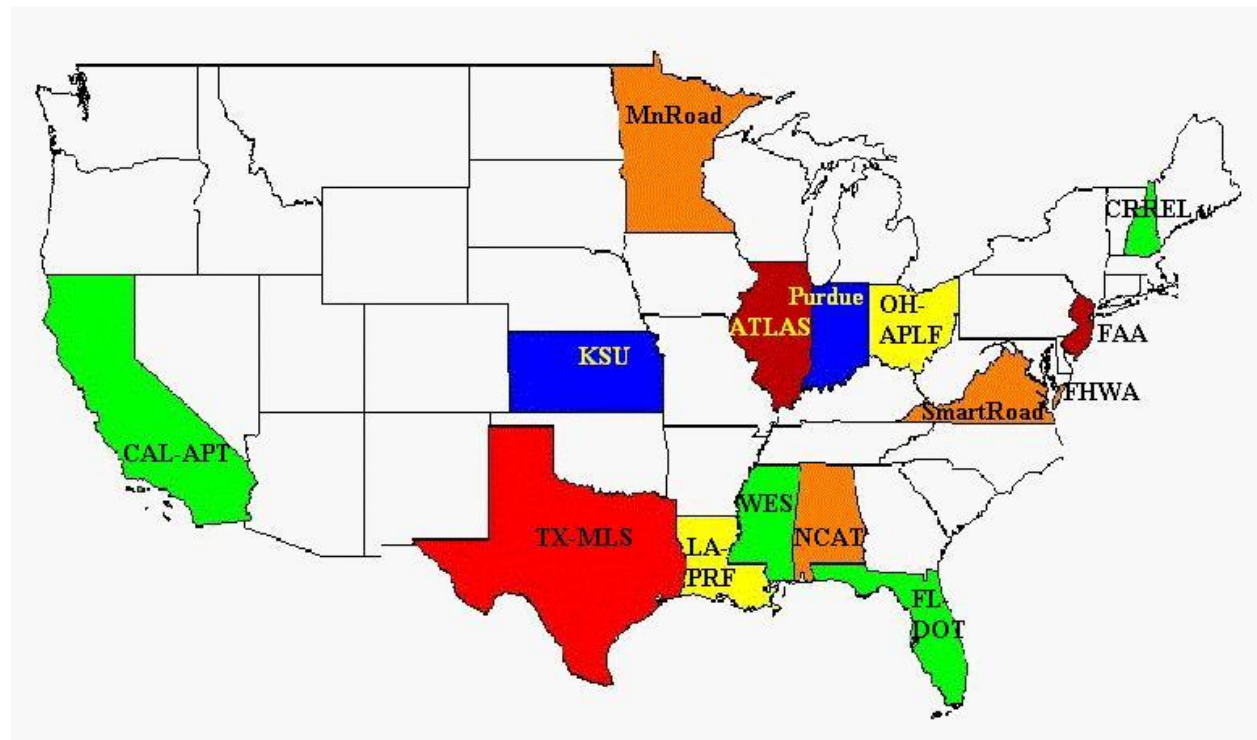 MnRoad
CRREL
Purdue
OH-
APLF
ATLAS
FAA
KSU
FHWA
SmartRoad
CAL-APT
WES
TX-MLS
NCAT
LA-
PRF
FL
DOT